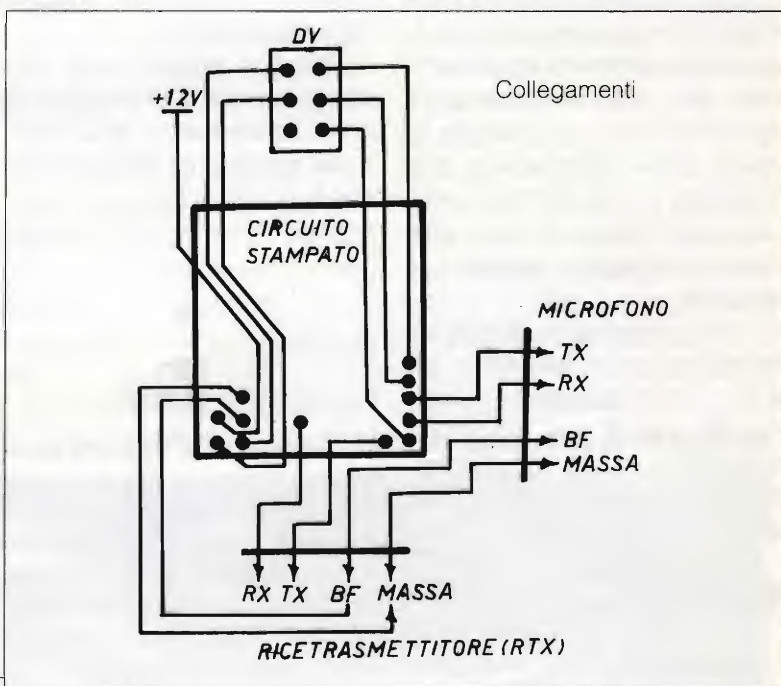 DV
Collegamenti
+12V
CIRCUITO
STAMPATO
MICROFONO
TX
RX
BF
MASSA
RX TX BF MASSA
RICETRASMETTITORE (RTX)